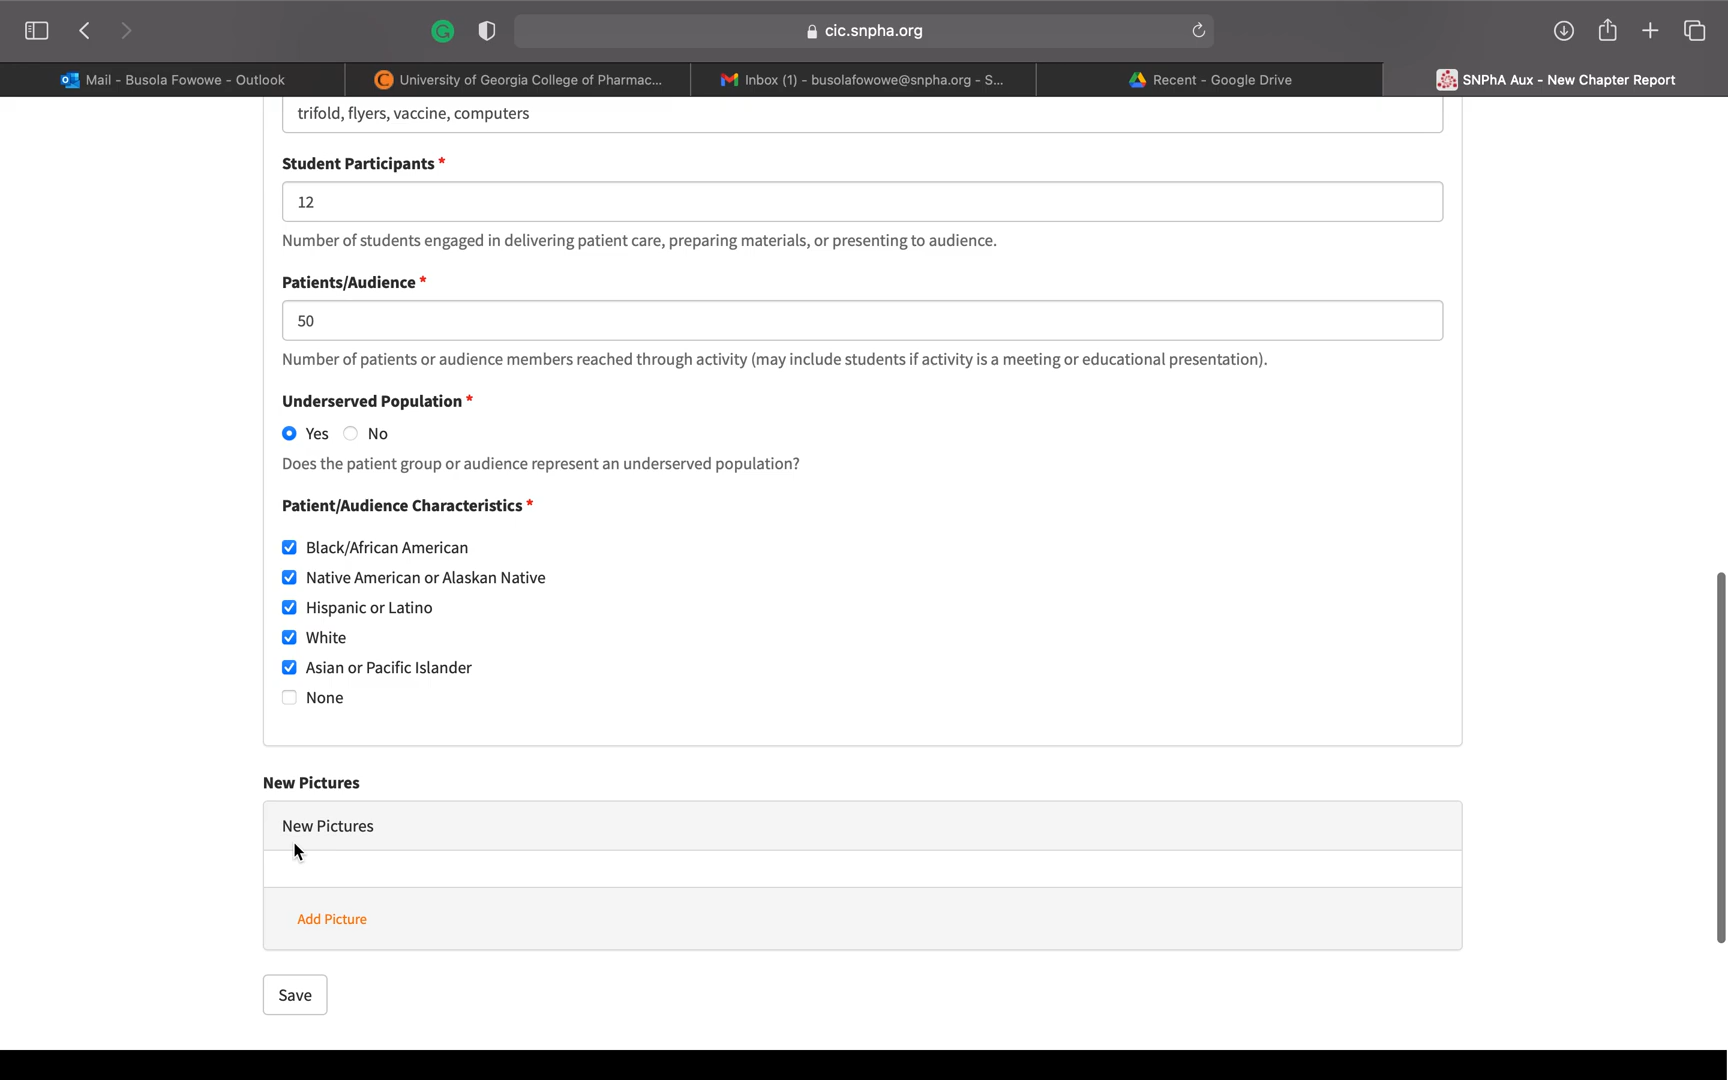 cic.snpha.org
Mail - Busola Fowowe - Outlook
University of Georgia College of Pharmac...
Inbox (1) - busolafowowe@snpha.org - S...
Recent - Google Drive
SNPhA Aux - New Chapter Report
trifold, flyers, vaccine, computers
Student Participants *
12
Number of students engaged in delivering patient care, preparing materials, or presenting to audience.
Patients/Audience *
50
Number of patients or audience members reached through activity (may include students if activity is a meeting or educational presentation).
Underserved Population *
Yes No
Does the patient group or audience represent an underserved population?
Patient/Audience Characteristics *
Black/African American
Native American or Alaskan Native
Hispanic or Latino
White
Asian or Pacific Islander
None
New Pictures
New Pictures
Add Picture
Save